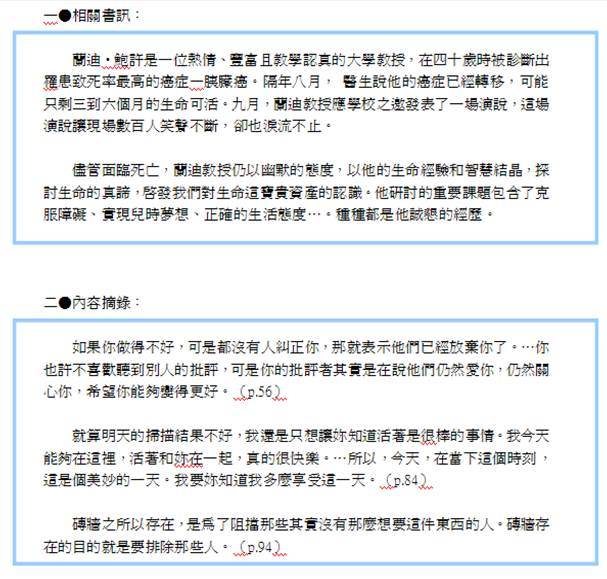 一●相關書訊：
蘭迪‧鮑許是一位熱情、豐富且教學認真的大學教授，在四十歲時被診斷出
罹患致死率最高的癌症—胰臟癌。隔年八月， 醫生說他的癌症已經轉移，可能
只剩三到六個月的生命可活。九月，蘭迪教授應學校之邀發表了一場演說，這場
演說讓現場數百人笑聲不斷，卻也淚流不止。
儘管面臨死亡，蘭迪教授仍以幽默的態度，以他的生命經驗和智慧結晶，探
討生命的真諦，啓發我們對生命這寶貴資產的認識。他研討的重要課題包含了克
服障礙、實現兒時夢想、正確的生活態度…。種種都是他誠懇的經歷。
二●內容摘錄：
如果你做得不好，可是都沒有人糾正你，那就表示他們已經放棄你了。…你
也許不喜歡聽到別人的批評，可是你的批評者其實是在說他們仍然愛你，仍然關
心你，希望你能夠變得更好。（p.56）
就算明天的掃描結果不好，我還是只想讓妳知道活著是很棒的事情。我今天
能夠在這裡，活著和妳在一起，真的很快樂。…所以，今天，在當下這個時刻，
這是個美妙的一天。我要妳知道我多麼享受這一天。（p.84）
磚牆之所以存在，是爲了阻擋那些其實沒有那麼想要這件東西的人。磚牆存
在的目的就是要排除那些人。（p.94）